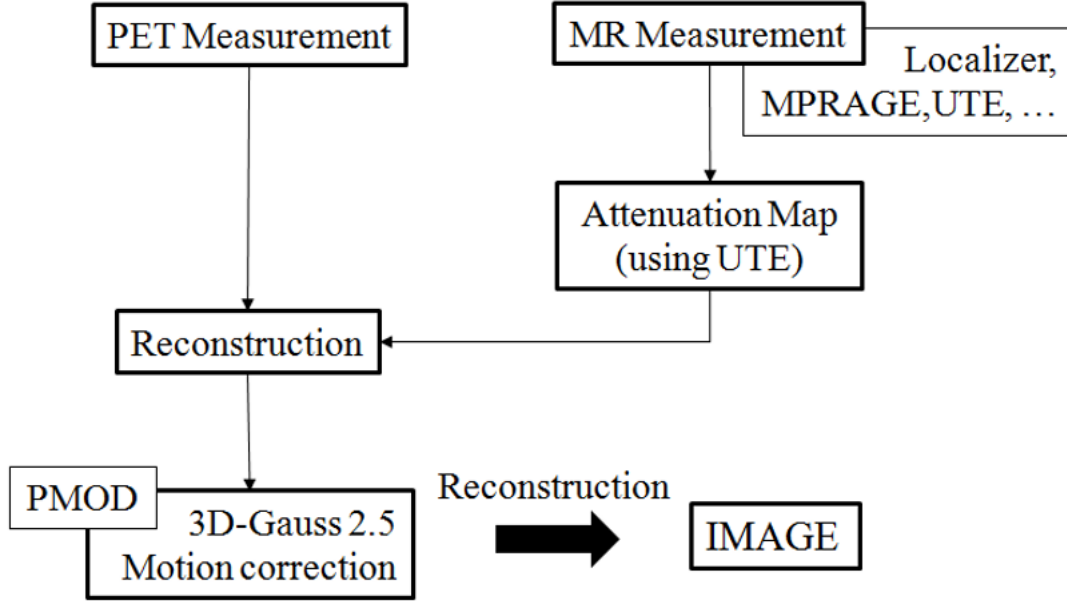 PET Measurement
MR Measurement
Localizer,
MPRAGE,UTE, …
Attenuation Map
(using UTE)
Reconstruction
PMOD
3D-Gauss 2.5
Motion correction
Reconstruction
IMAGE